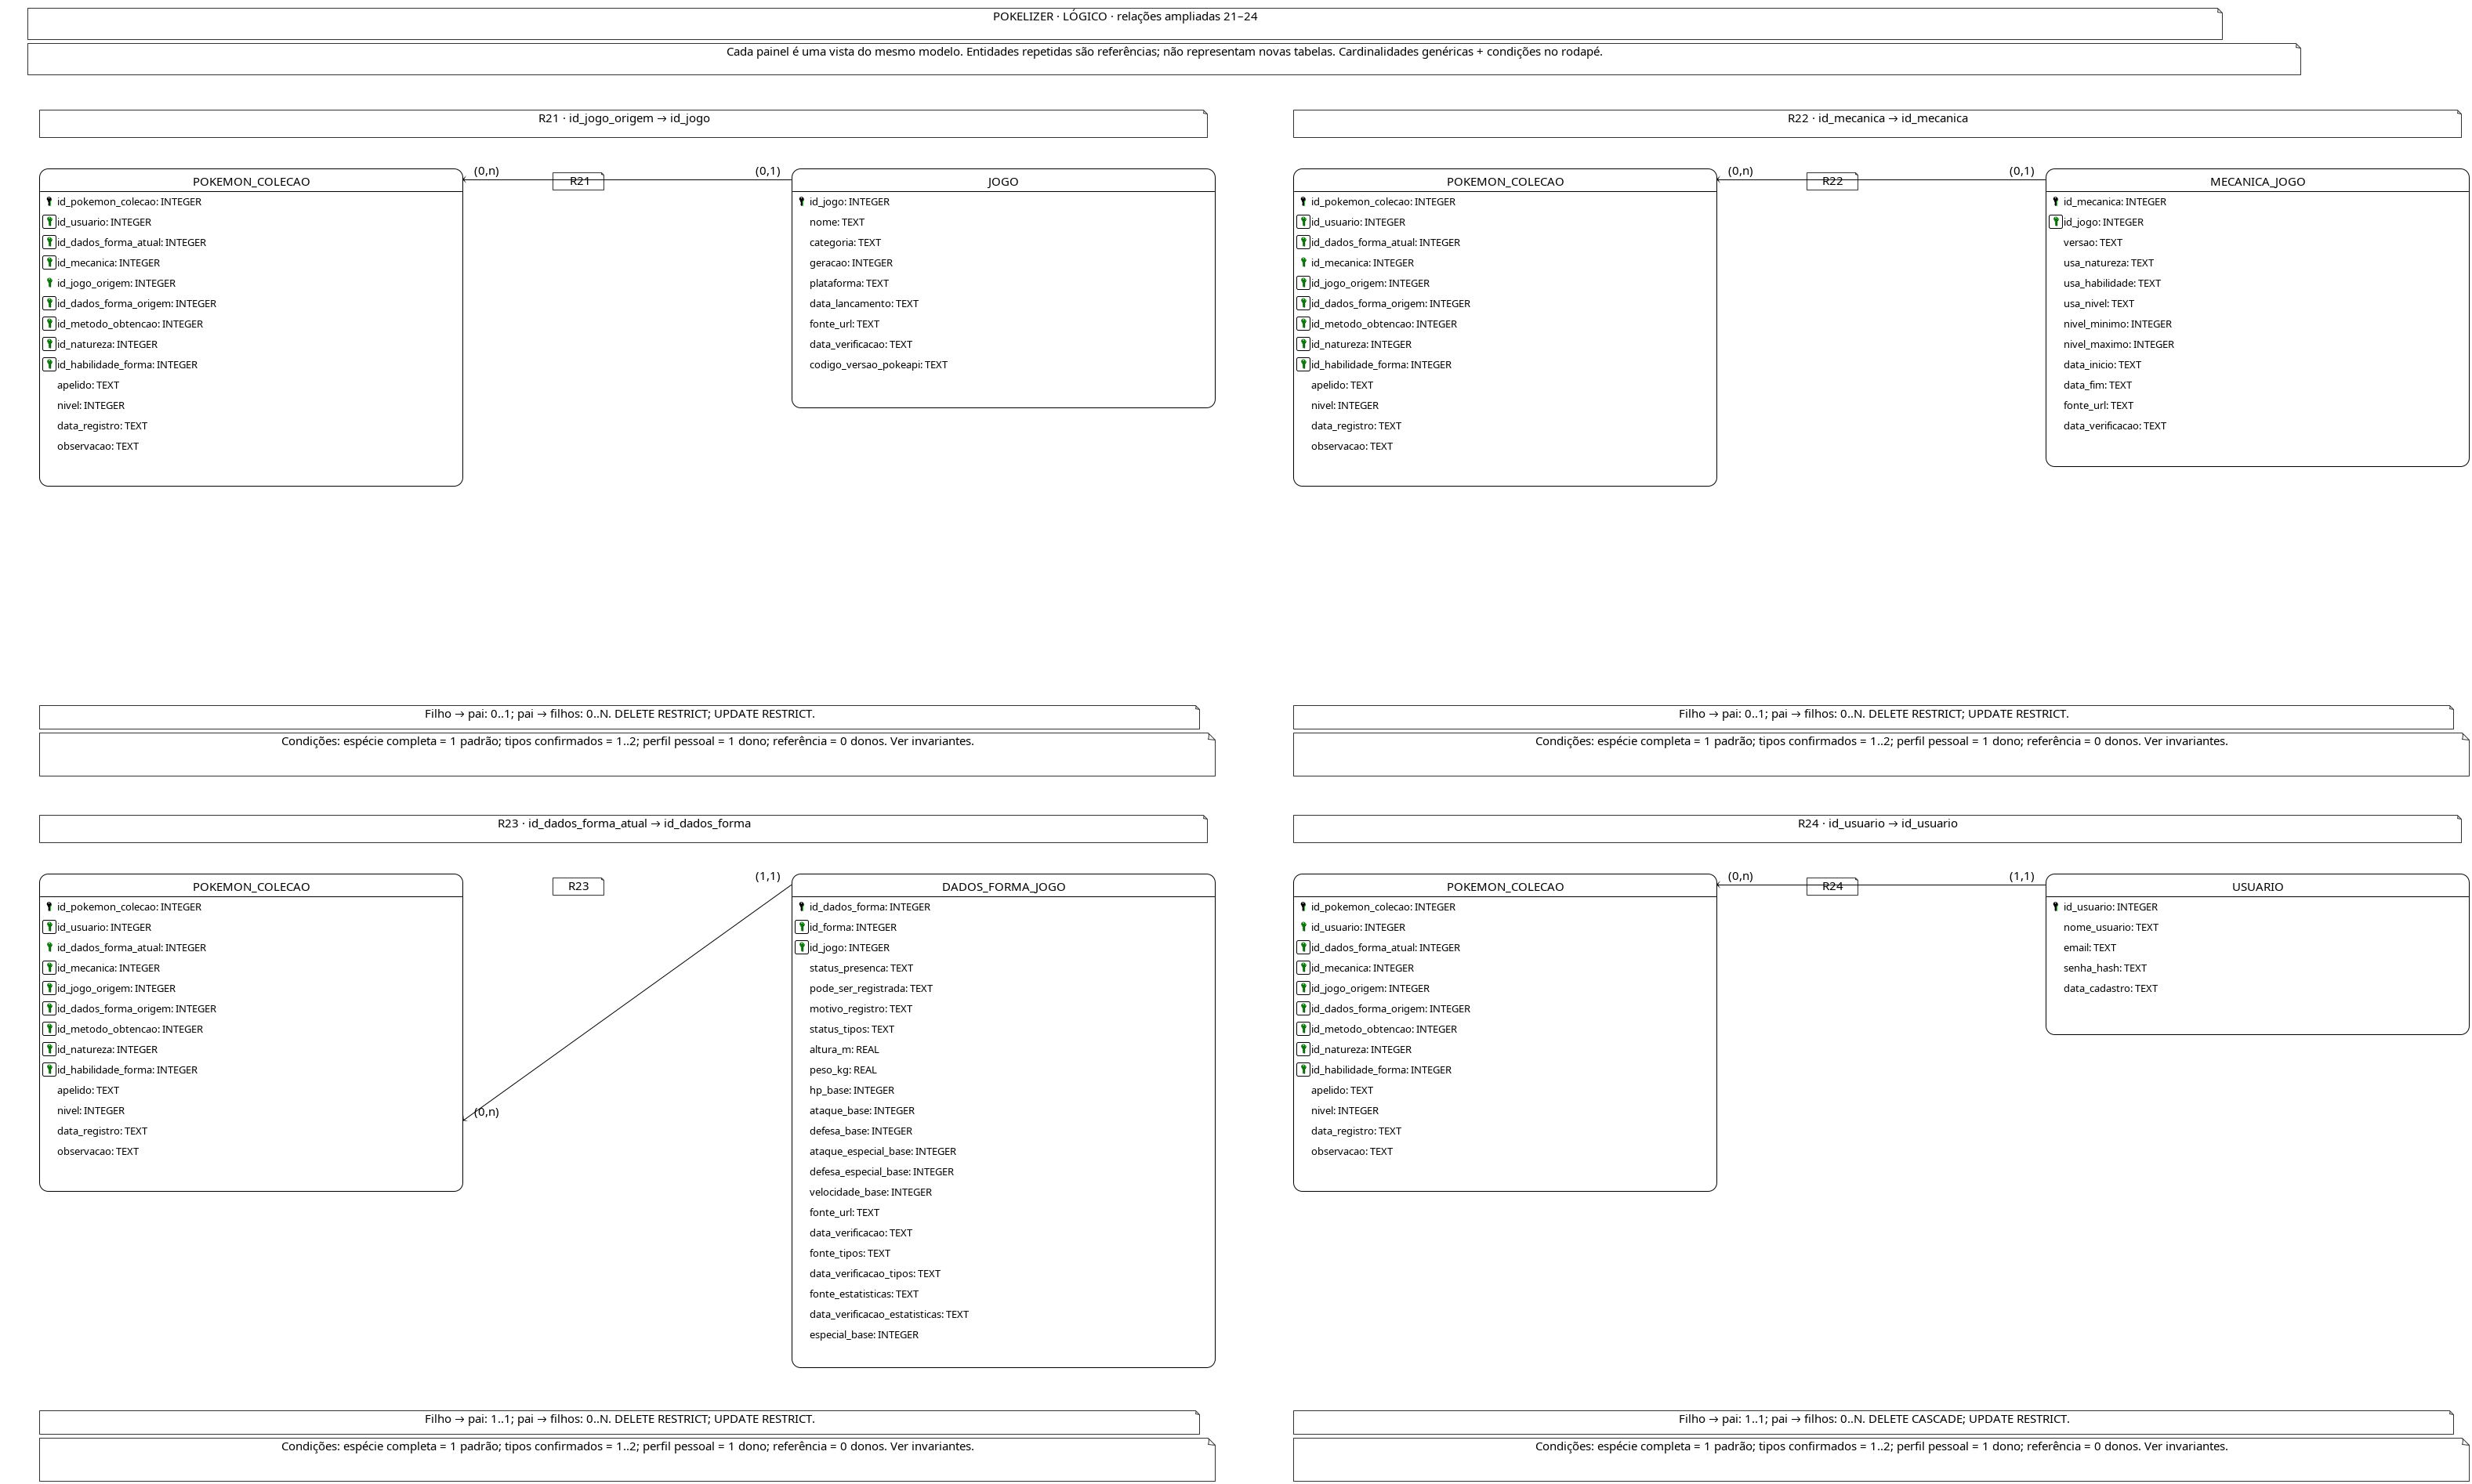 POKELIZER · LÓGICO · relações ampliadas 21–24
Cada painel é uma vista do mesmo modelo. Entidades repetidas são referências; não representam novas tabelas. Cardinalidades genéricas + condições no rodapé.
R21 · id_jogo_origem → id_jogo
POKEMON_COLECAO
id_pokemon_colecao: INTEGER
id_usuario: INTEGER
id_dados_forma_atual: INTEGER
id_mecanica: INTEGER
id_jogo_origem: INTEGER
id_dados_forma_origem: INTEGER
id_metodo_obtencao: INTEGER
id_natureza: INTEGER
id_habilidade_forma: INTEGER
apelido: TEXT
nivel: INTEGER
data_registro: TEXT
observacao: TEXT
(0,n)
R21
(0,1)
JOGO
id_jogo: INTEGER
nome: TEXT
categoria: TEXT
geracao: INTEGER
plataforma: TEXT
data_lancamento: TEXT
fonte_url: TEXT
data_verificacao: TEXT
codigo_versao_pokeapi: TEXT
Filho → pai: 0..1; pai → filhos: 0..N. DELETE RESTRICT; UPDATE RESTRICT.
Condições: espécie completa = 1 padrão; tipos confirmados = 1..2; perfil pessoal = 1 dono; referência = 0 donos. Ver invariantes.
R22 · id_mecanica → id_mecanica
POKEMON_COLECAO
id_pokemon_colecao: INTEGER
id_usuario: INTEGER
id_dados_forma_atual: INTEGER
id_mecanica: INTEGER
id_jogo_origem: INTEGER
id_dados_forma_origem: INTEGER
id_metodo_obtencao: INTEGER
id_natureza: INTEGER
id_habilidade_forma: INTEGER
apelido: TEXT
nivel: INTEGER
data_registro: TEXT
observacao: TEXT
(0,n)
R22
(0,1)
MECANICA_JOGO
id_mecanica: INTEGER
id_jogo: INTEGER
versao: TEXT
usa_natureza: TEXT
usa_habilidade: TEXT
usa_nivel: TEXT
nivel_minimo: INTEGER
nivel_maximo: INTEGER
data_inicio: TEXT
data_fim: TEXT
fonte_url: TEXT
data_verificacao: TEXT
Filho → pai: 0..1; pai → filhos: 0..N. DELETE RESTRICT; UPDATE RESTRICT.
Condições: espécie completa = 1 padrão; tipos confirmados = 1..2; perfil pessoal = 1 dono; referência = 0 donos. Ver invariantes.
R23 · id_dados_forma_atual → id_dados_forma
POKEMON_COLECAO
id_pokemon_colecao: INTEGER
id_usuario: INTEGER
id_dados_forma_atual: INTEGER
id_mecanica: INTEGER
id_jogo_origem: INTEGER
id_dados_forma_origem: INTEGER
id_metodo_obtencao: INTEGER
id_natureza: INTEGER
id_habilidade_forma: INTEGER
apelido: TEXT
nivel: INTEGER
data_registro: TEXT
observacao: TEXT
R23
(1,1)
(0,n)
DADOS_FORMA_JOGO
id_dados_forma: INTEGER
id_forma: INTEGER
id_jogo: INTEGER
status_presenca: TEXT
pode_ser_registrada: TEXT
motivo_registro: TEXT
status_tipos: TEXT
altura_m: REAL
peso_kg: REAL
hp_base: INTEGER
ataque_base: INTEGER
defesa_base: INTEGER
ataque_especial_base: INTEGER
defesa_especial_base: INTEGER
velocidade_base: INTEGER
fonte_url: TEXT
data_verificacao: TEXT
fonte_tipos: TEXT
data_verificacao_tipos: TEXT
fonte_estatisticas: TEXT
data_verificacao_estatisticas: TEXT
especial_base: INTEGER
Filho → pai: 1..1; pai → filhos: 0..N. DELETE RESTRICT; UPDATE RESTRICT.
Condições: espécie completa = 1 padrão; tipos confirmados = 1..2; perfil pessoal = 1 dono; referência = 0 donos. Ver invariantes.
R24 · id_usuario → id_usuario
POKEMON_COLECAO
id_pokemon_colecao: INTEGER
id_usuario: INTEGER
id_dados_forma_atual: INTEGER
id_mecanica: INTEGER
id_jogo_origem: INTEGER
id_dados_forma_origem: INTEGER
id_metodo_obtencao: INTEGER
id_natureza: INTEGER
id_habilidade_forma: INTEGER
apelido: TEXT
nivel: INTEGER
data_registro: TEXT
observacao: TEXT
(0,n)
R24
(1,1)
USUARIO
id_usuario: INTEGER
nome_usuario: TEXT
email: TEXT
senha_hash: TEXT
data_cadastro: TEXT
Filho → pai: 1..1; pai → filhos: 0..N. DELETE CASCADE; UPDATE RESTRICT.
Condições: espécie completa = 1 padrão; tipos confirmados = 1..2; perfil pessoal = 1 dono; referência = 0 donos. Ver invariantes.